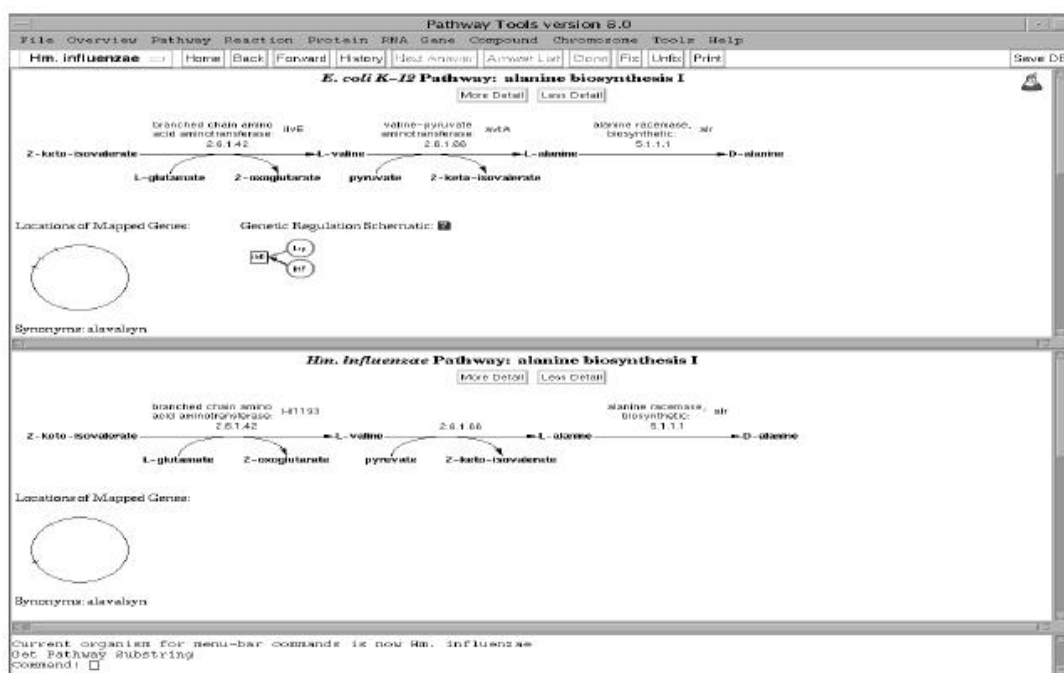 Pathway Tools version 8.0
File Overview Pathway Reaction Protein RNA Gene Compound Chromosome Tools Help
Hm. influenzae Home Back Forward History Next Answer Answer List Clone Fix Unfix Print Save DB
E. coli K-12 Pathway: alanine biosynthesis I
More Detail Less Detail
branched chain amino acid aminotransferase: ilvE
2.6.1.42
valine-pyruvate aminotransferase: avtA
2.6.1.66
alanine racemase, biosynthetic: alr
5.1.1.1
2-keto-isovalerate L-valine L-alanine D-alanine
L-glutamate 2-oxoglutarate pyruvate 2-keto-isovalerate
Locations of Mapped Genes: Genetic Regulation Schematic: ?
Lrp
Synonyms: alavalsyn
Hm. influenzae Pathway: alanine biosynthesis I
More Detail Less Detail
branched chain amino acid aminotransferase: HI1193
2.6.1.42
2.6.1.66
alanine racemase, biosynthetic: alr
5.1.1.1
2-keto-isovalerate L-valine L-alanine D-alanine
L-glutamate 2-oxoglutarate pyruvate 2-keto-isovalerate
Locations of Mapped Genes:
Synonyms: alavalsyn
Current organism for menu-bar commands is now Hm. influenzae
Get Pathway Substring
Command: